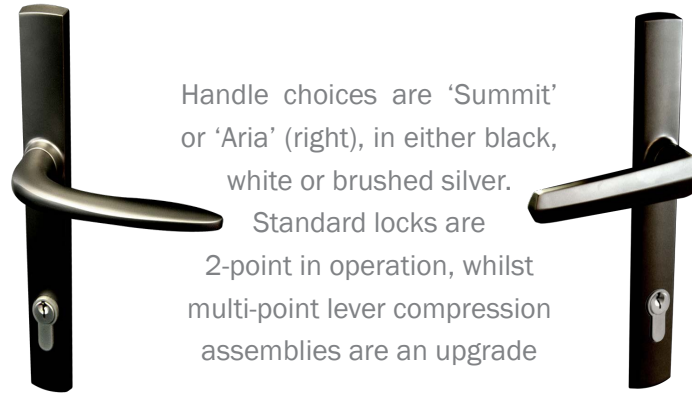 Handle choices are ‘Summit’
or ‘Aria’ (right), in either black,
white or brushed silver.
Standard locks are
2-point in operation, whilst
multi-point lever compression
assemblies are an upgrade